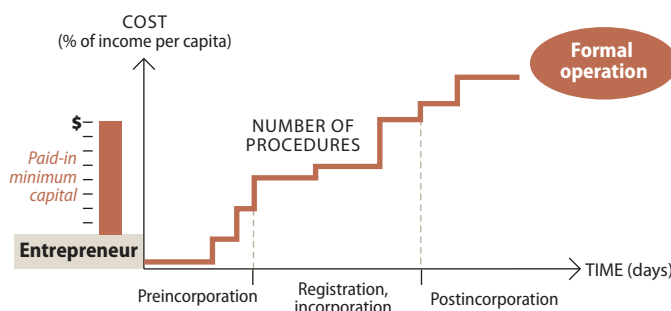 COST
(% of income per capita)
Formal
operation
$
NUMBER OF
PROCEDURES
Paid-in
minimum
capital
Entrepreneur
TIME (days)
Preincorporation
Registration,
incorporation
Postincorporation